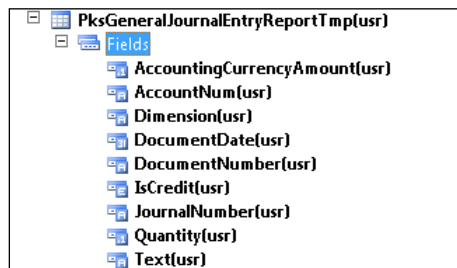 PksGeneralJournalEntryReportTmp(usr)
Fields
AccountingCurrencyAmount(usr)
AccountNum(usr)
Dimension(usr)
DocumentDate(usr)
DocumentNumber(usr)
IsCredit(usr)
JournalNumber(usr)
Quantity(usr)
Text(usr)